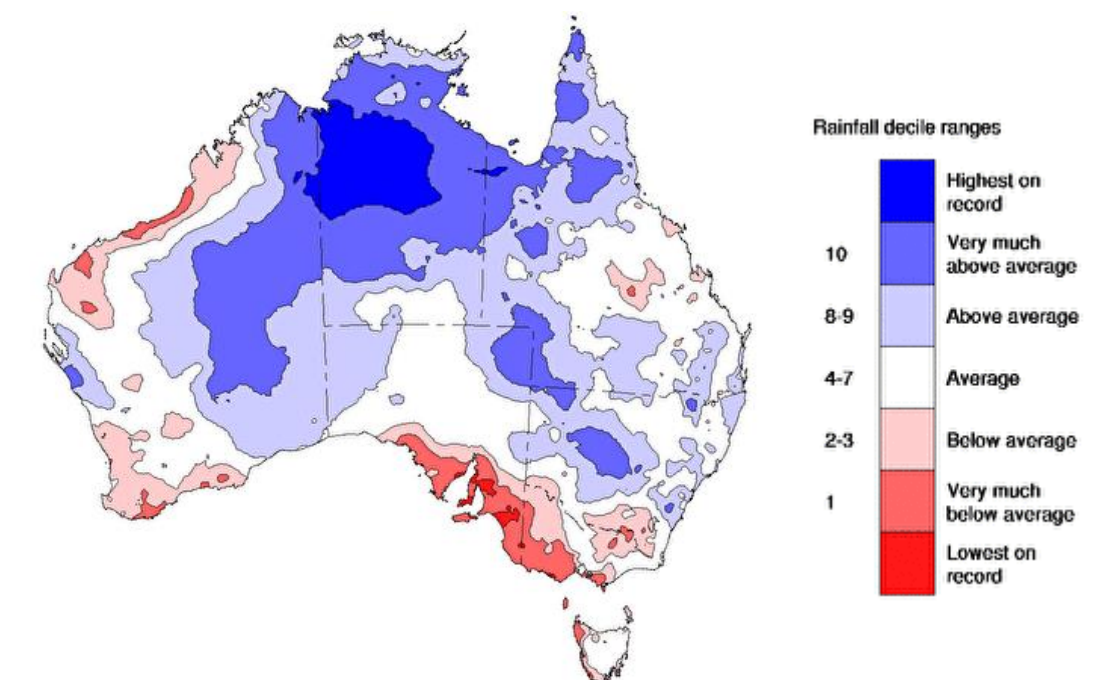 Rainfall decile ranges
Highest on
record
10
Very much
above average
8-9
Above average
4-7
Average
2-3
Below average
1
Very much
below average
Lowest on
record